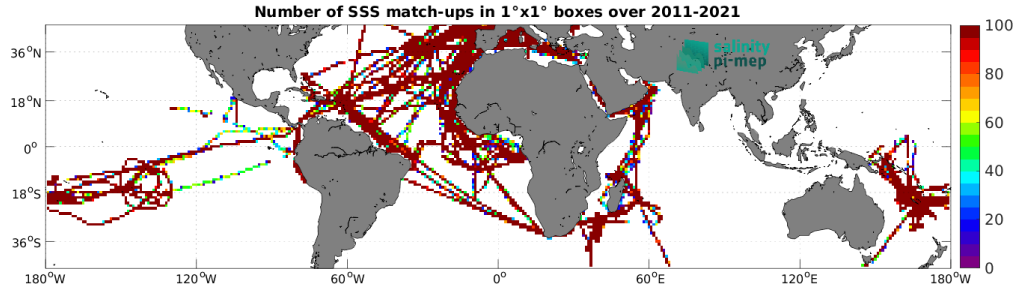 Number of SSS match-ups in 1°x1° boxes over 2011-2021
salinity
pi-mep
36°N
18°N
0°
18°S
36°S
180°W
120°W
60°W
0°
60°E
120°E
180°W
100
80
60
40
20
0